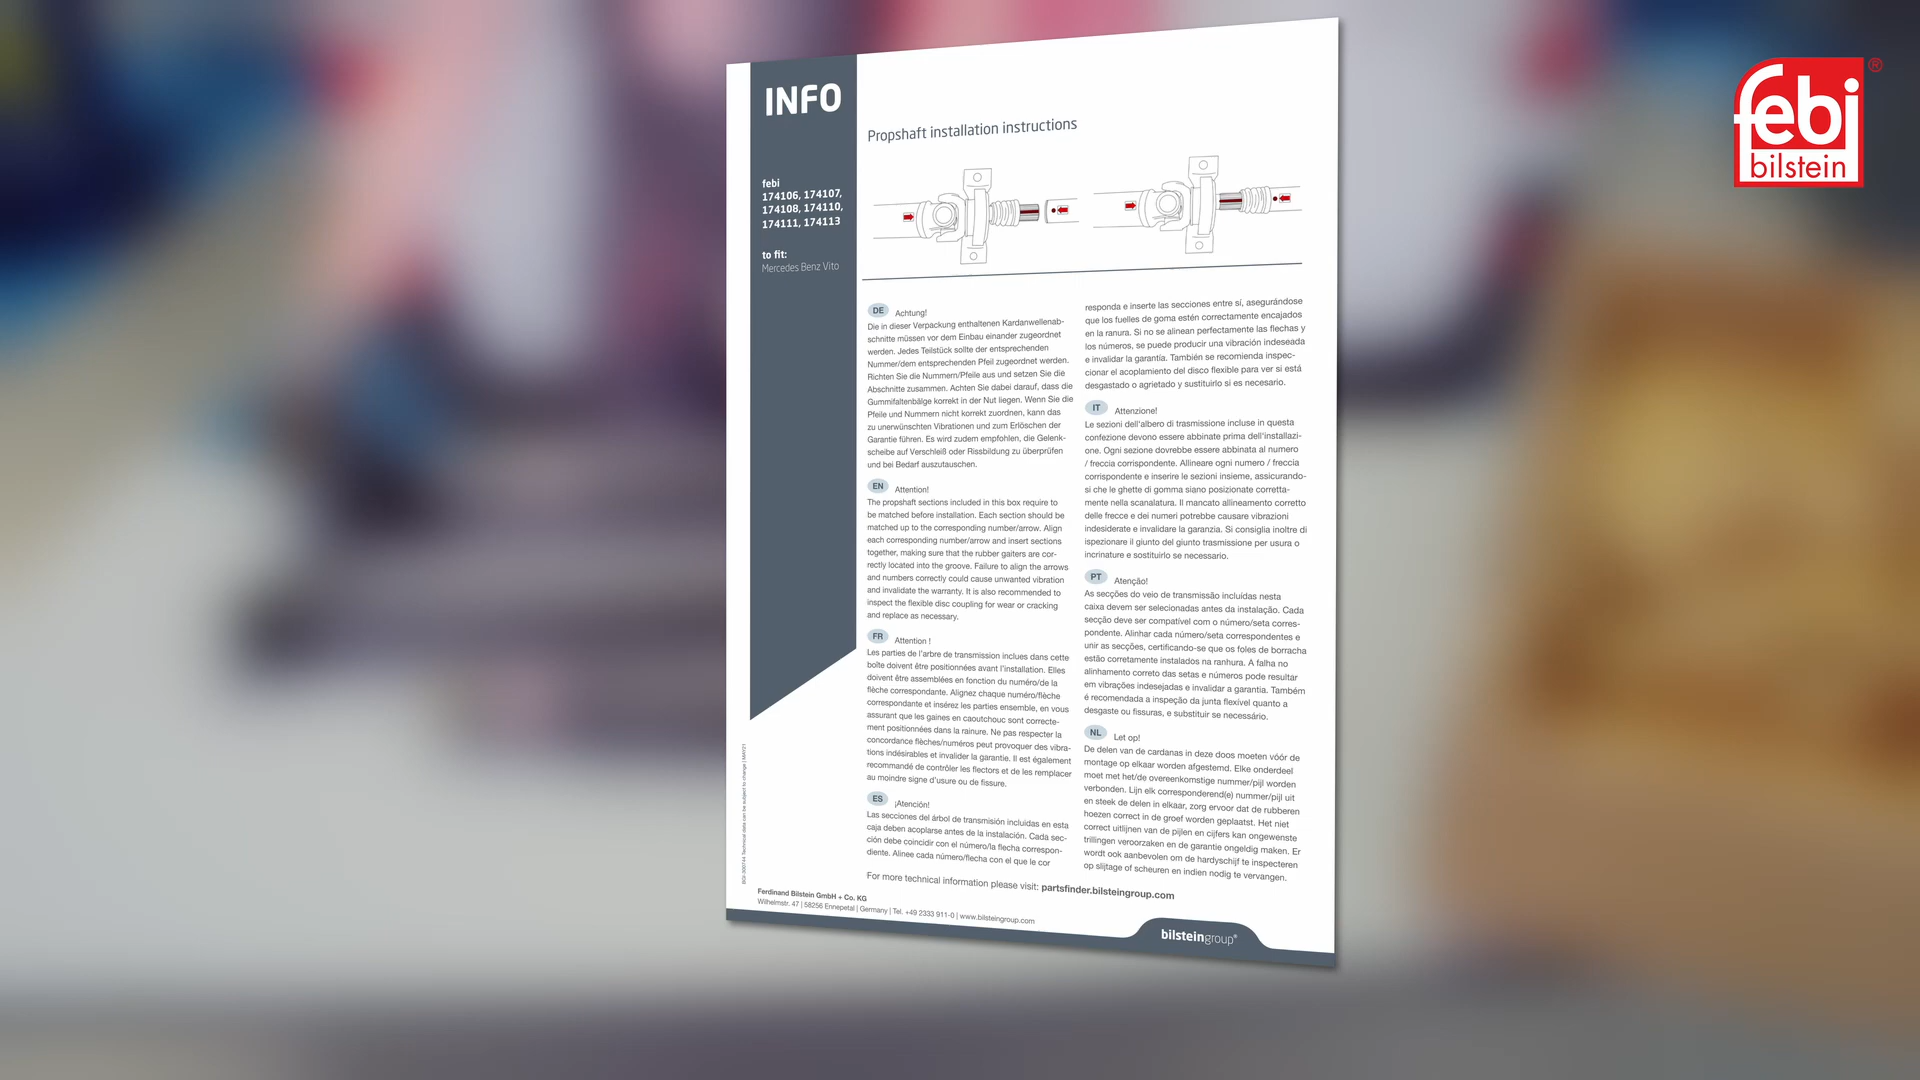 INFO
febi
174106, 174107,
174108, 174110,
174111, 174113
to fit:
Mercedes Benz Vito
Propshaft installation instructions
DE Achtung!
Die in dieser Verpackung enthaltenen Kardanwellenab-
schnitte müssen vor dem Einbau einander zugeordnet
werden. Jedes Teilstück sollte der entsprechenden
Nummer/dem entsprechenden Pfeil zugeordnet werden.
Richten Sie die Nummern/Pfeile aus und setzen Sie die
Abschnitte zusammen. Achten Sie dabei darauf, dass die
Gummifaltenbälge korrekt in der Nut liegen. Wenn Sie die
Pfeile und Nummern nicht korrekt zuordnen, kann das
zu unerwünschten Vibrationen und zum Erlöschen der
Garantie führen. Es wird zudem empfohlen, die Gelenk-
scheibe auf Verschleiß oder Rissbildung zu überprüfen
und bei Bedarf auszutauschen.
EN Attention!
The propshaft sections included in this box require to
be matched before installation. Each section should be
matched up to the corresponding number/arrow. Align
each corresponding number/arrow and insert sections
together, making sure that the rubber gaiters are cor-
rectly located into the groove. Failure to align the arrows
and numbers correctly could cause unwanted vibration
and invalidate the warranty. It is also recommended to
inspect the flexible disc coupling for wear or cracking
and replace as necessary.
FR Attention !
Les parties de l'arbre de transmission inclues dans cette
boîte doivent être positionnées avant l'installation. Elles
doivent être assemblées en fonction du numéro/de la
flèche correspondante. Alignez chaque numéro/flèche
correspondante et insérez les parties ensemble, en vous
assurant que les gaines en caoutchouc sont correcte-
ment positionnées dans la rainure. Ne pas respecter la
concordance flèches/numéros peut provoquer des vibra-
tions indésirables et invalider la garantie. Il est également
recommandé de contrôler les flectors et de les remplacer
au moindre signe d'usure ou de fissure.
ES ¡Atención!
Las secciones del árbol de transmisión incluidas en esta
caja deben acoplarse antes de la instalación. Cada sec-
ción debe coincidir con el número/la flecha correspon-
diente. Alinee cada número/flecha con el que le cor
responda e inserte las secciones entre sí, asegurándose
que los fuelles de goma estén correctamente encajados
en la ranura. Si no se alinean perfectamente las flechas y
los números, se puede producir una vibración indeseada
e invalidar la garantía. También se recomienda inspec-
cionar el acoplamiento del disco flexible para ver si está
desgastado o agrietado y sustituirlo si es necesario.
IT Attenzione!
Le sezioni dell'albero di trasmissione incluse in questa
confezione devono essere abbinate prima dell'installazi-
one. Ogni sezione dovrebbe essere abbinata al numero
/ freccia corrispondente. Allineare ogni numero / freccia
corrispondente e inserire le sezioni insieme, assicurando-
si che le ghette di gomma siano posizionate corretta-
mente nella scanalatura. Il mancato allineamento corretto
delle frecce e dei numeri potrebbe causare vibrazioni
indesiderate e invalidare la garanzia. Si consiglia inoltre di
ispezionare il giunto del giunto trasmissione per usura o
incrinature e sostituirlo se necessario.
PT Atenção!
As secções do veio de transmissão incluídas nesta
caixa devem ser selecionadas antes da instalação. Cada
secção deve ser compatível com o número/seta corres-
pondente. Alinhar cada número/seta correspondentes e
unir as secções, certificando-se que os foles de borracha
estão corretamente instalados na ranhura. A falha no
alinhamento correto das setas e números pode resultar
em vibrações indesejadas e invalidar a garantia. Também
é recomendada a inspeção da junta flexível quanto a
desgaste ou fissuras, e substituir se necessário.
NL Let op!
De delen van de cardanas in deze doos moeten vóór de
montage op elkaar worden afgestemd. Elke onderdeel
moet met het/de overeenkomstige nummer/pijl worden
verbonden. Lijn elk corresponderend(e) nummer/pijl uit
en steek de delen in elkaar, zorg ervoor dat de rubberen
hoezen correct in de groef worden geplaatst. Het niet
correct uitlijnen van de pijlen en cijfers kan ongewenste
trillingen veroorzaken en de garantie ongeldig maken. Er
wordt ook aanbevolen om de hardyschijf te inspecteren
op slijtage of scheuren en indien nodig te vervangen.
For more technical information please visit: partsfinder.bilsteingroup.com
BGI-300744 Technical data can be subject to change | MAY21
Ferdinand Bilstein GmbH + Co. KG
Wilhelmstr. 47 | 58256 Ennepetal | Germany | Tel. +49 2333 911-0 | www.bilsteingroup.com
bilsteingroup®
febi®
bilstein